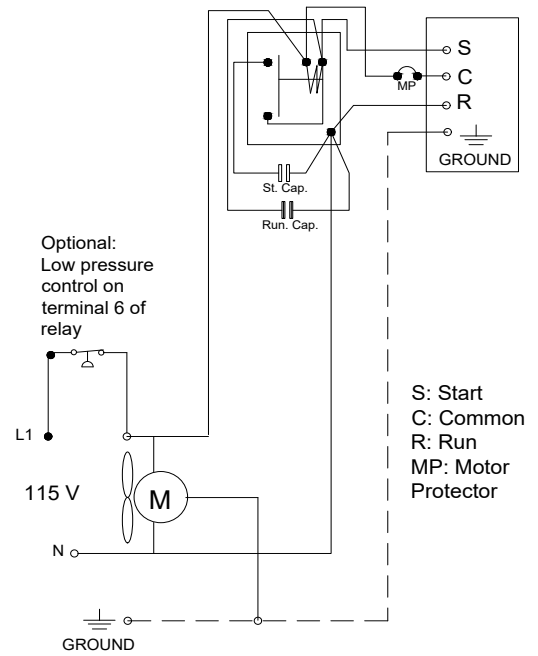 S
C
MP
R
GROUND
St. Cap.
Run. Cap.
Optional:
Low pressure
control on
terminal 6 of
relay
S: Start
C: Common
R: Run
MP: Motor
Protector
L1
115 V
M
N
GROUND